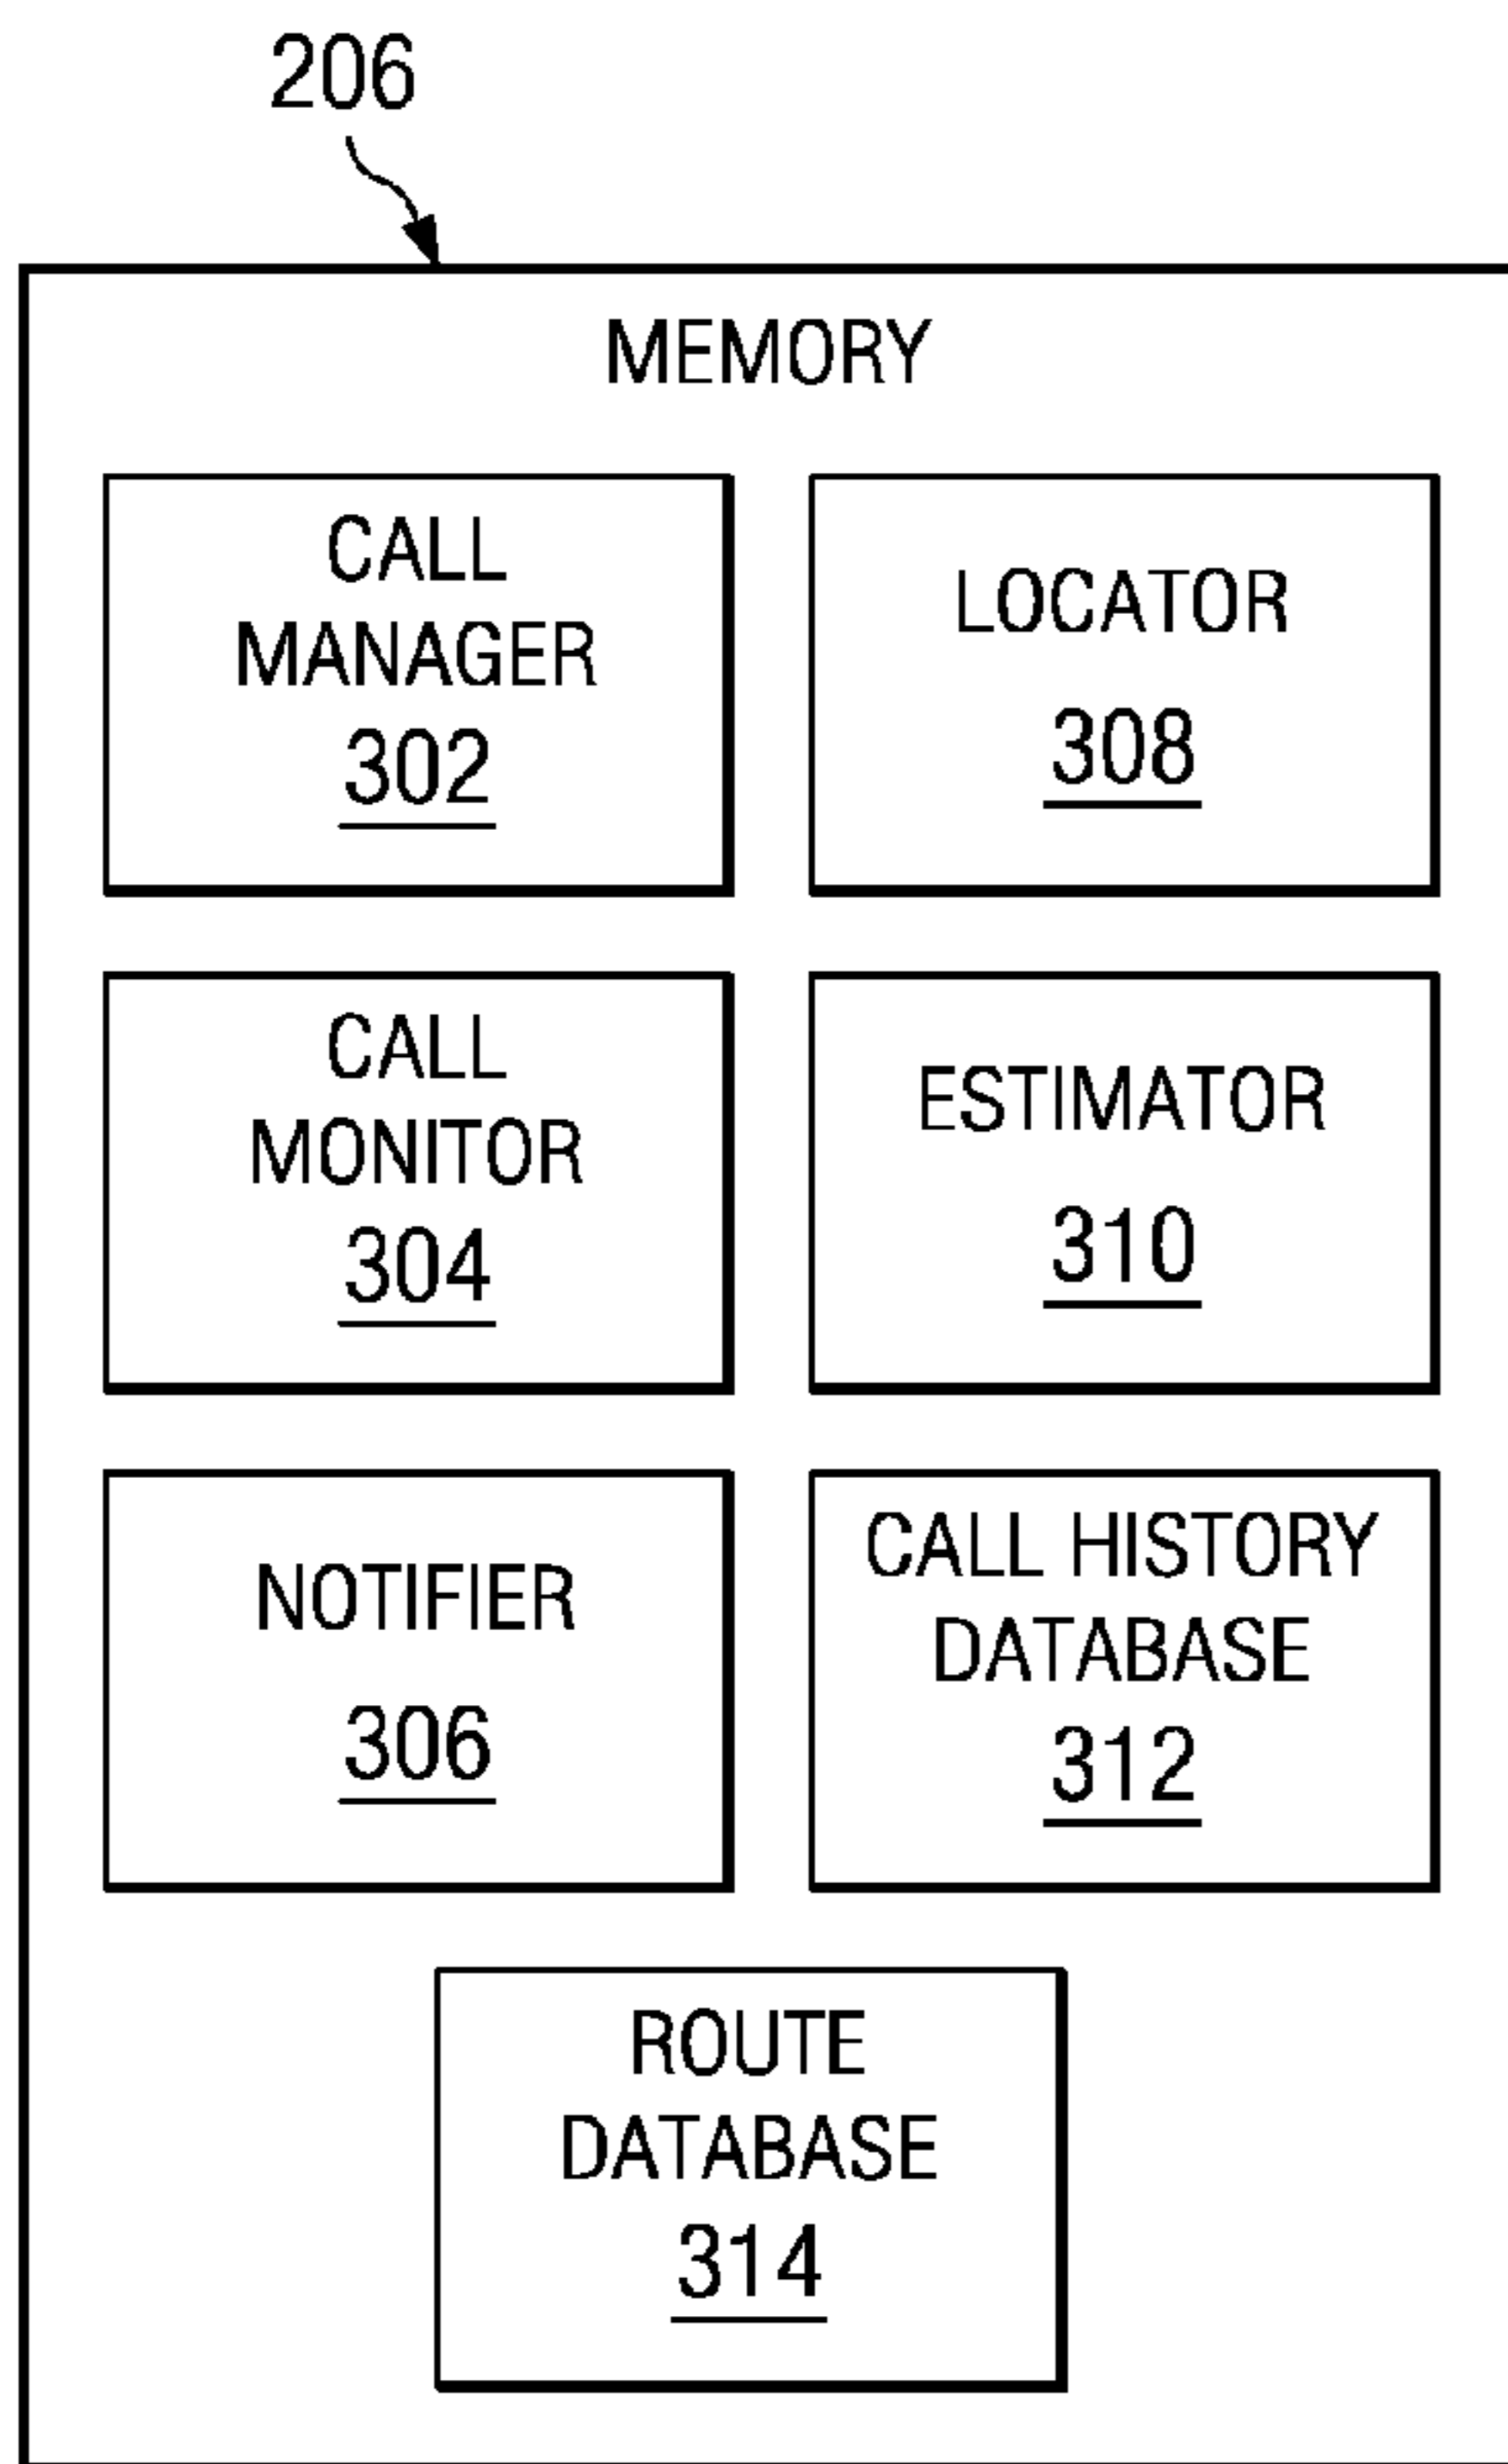 206
MEMORY
CALL
MANAGER
302
LOCATOR
308
CALL
MONITOR
304
ESTIMATOR
310
NOTIFIER
306
CALL HISTORY
DATABASE
312
ROUTE
DATABASE
314